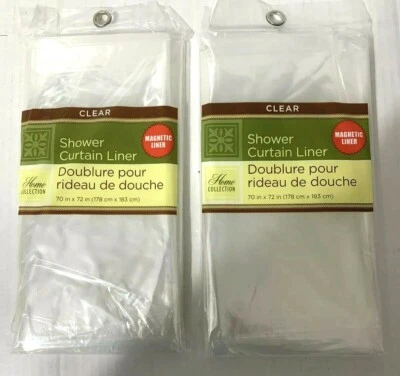 CLEAR
Shower
Curtain Liner
MAGNETIC
LINER
Home
COLLECTION
Doublure pour
rideau de douche
70 in x 72 in (178 cm x 183 cm)
CLEAR
Shower
Curtain Liner
MAGNETIC
LINER
Home
COLLECTION
Doublure pour
rideau de douche
70 in x 72 in (178 cm x 183 cm)